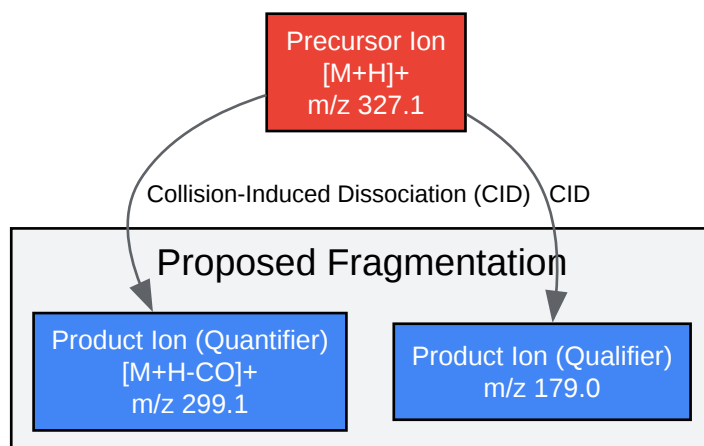 Precursor Ion
[M+H]+
m/z 327.1
Collision-Induced Dissociation (CID)
CID
Proposed Fragmentation
Product Ion (Quantifier)
[M+H-CO]+
m/z 299.1
Product Ion (Qualifier)
m/z 179.0